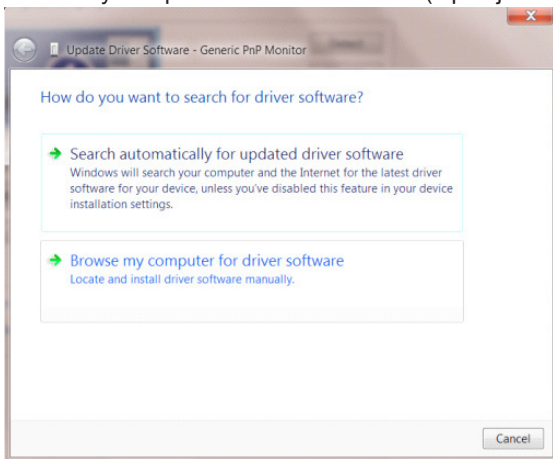 Update Driver Software - Generic PnP Monitor
How do you want to search for driver software?
Search automatically for updated driver software
Windows will search your computer and the Internet for the latest driver
software for your device, unless you've disabled this feature in your device
installation settings.
Browse my computer for driver software
Locate and install driver software manually.
Cancel